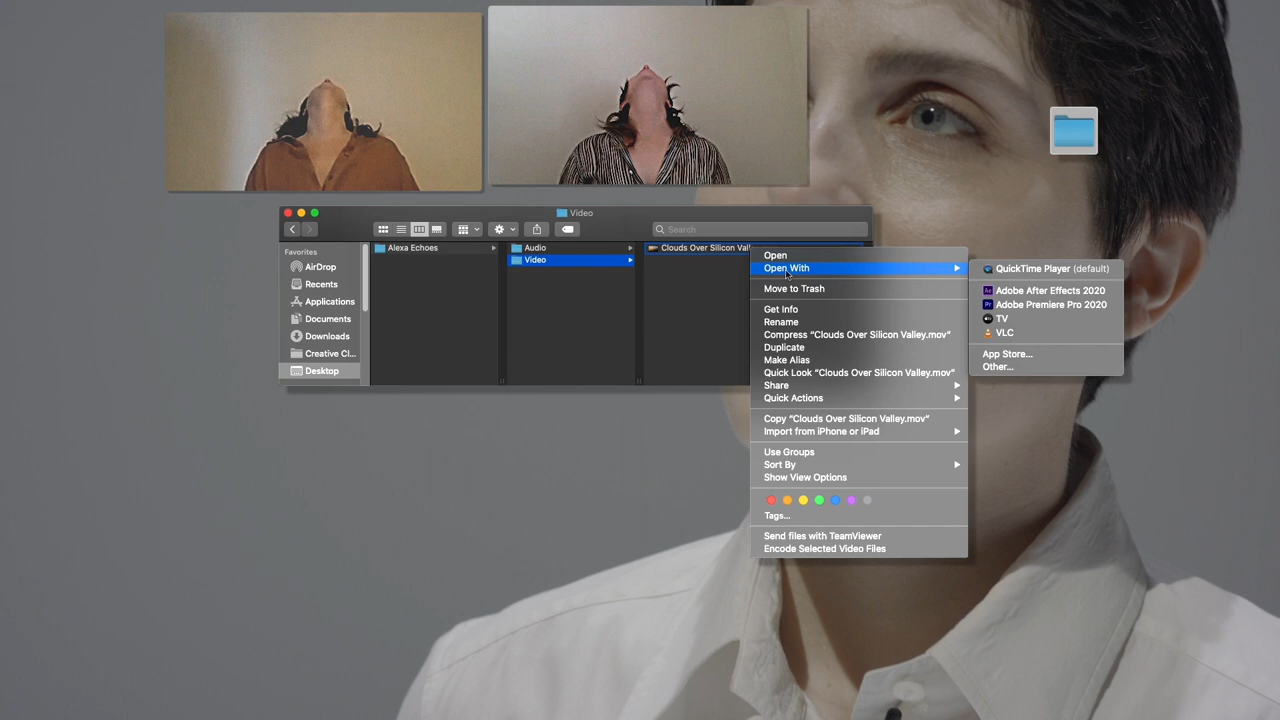 Video
Search
Favorites
AirDrop
Recents
Applications
Documents
Downloads
Creative Cl...
Desktop
Alexa Echoes
Audio
Video
Clouds Over Silicon Val
Open
Open With
Move to Trash
Get Info
Rename
Compress “Clouds Over Silicon Valley.mov”
Duplicate
Make Alias
Quick Look “Clouds Over Silicon Valley.mov”
Share
Quick Actions
Copy “Clouds Over Silicon Valley.mov”
Import from iPhone or iPad
Use Groups
Sort By
Show View Options
Tags...
Send files with TeamViewer
Encode Selected Video Files
QuickTime Player (default)
Ae Adobe After Effects 2020
Pr Adobe Premiere Pro 2020
TV
VLC
App Store...
Other...